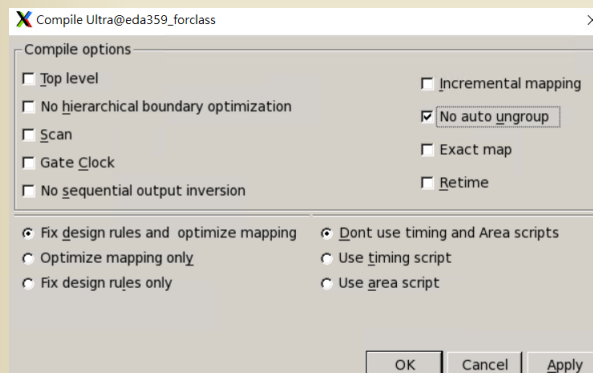 Compile Ultra@eda359_forclass
Compile options
Top level
No hierarchical boundary optimization
Scan
Gate Clock
No sequential output inversion
Incremental mapping
No auto ungroup
Exact map
Retime
Fix design rules and optimize mapping
Optimize mapping only
Fix design rules only
Dont use timing and Area scripts
Use timing script
Use area script
OK Cancel Apply